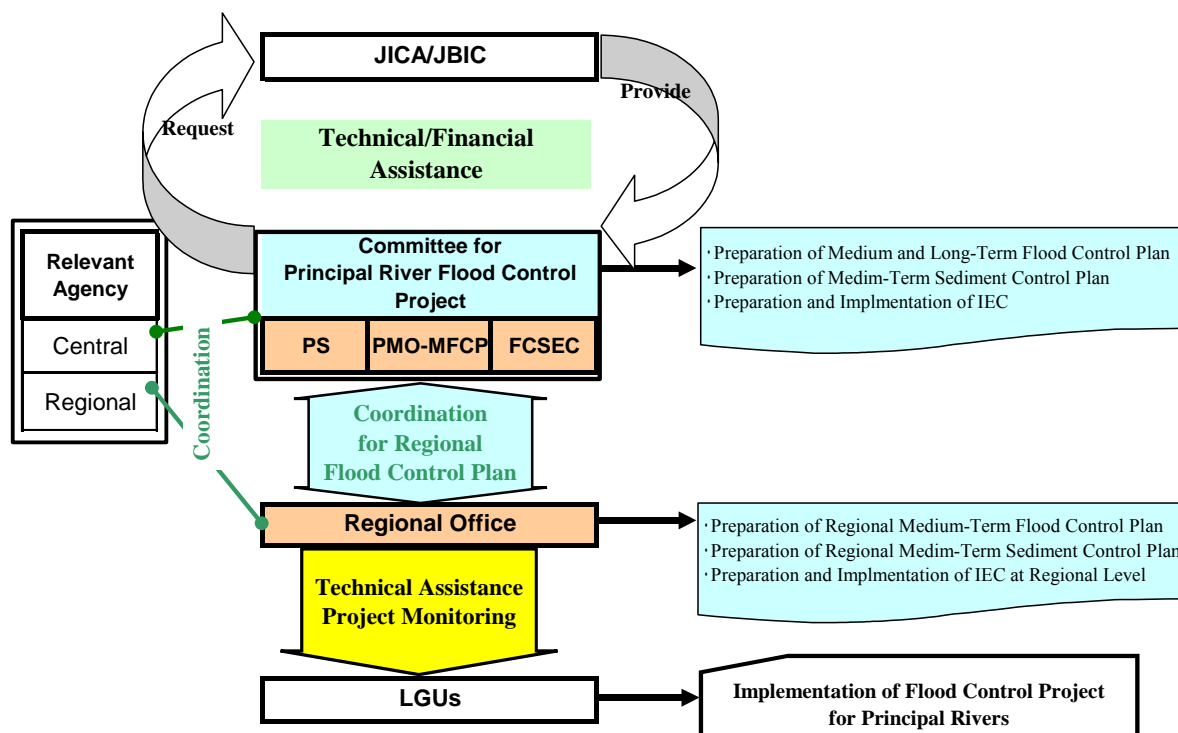 JICA/JBIC
Provide
Request
Technical/Financial
Assistance
Relevant
Agency
Central
Regional
Coordination
Committee for
Principal River Flood Control
Project
PS
PMO-MFCP
FCSEC
·Preparation of Medium and Long-Term Flood Control Plan
·Preparation of Medim-Term Sediment Control Plan
·Preparation and Implmentation of IEC
Coordination
for Regional
Flood Control Plan
Regional Office
·Preparation of Regional Medium-Term Flood Control Plan
·Preparation of Regional Medim-Term Sediment Control Plan
·Preparation and Implmentation of IEC at Regional Level
Technical Assistance
Project Monitoring
LGUs
Implementation of Flood Control Project
for Principal Rivers